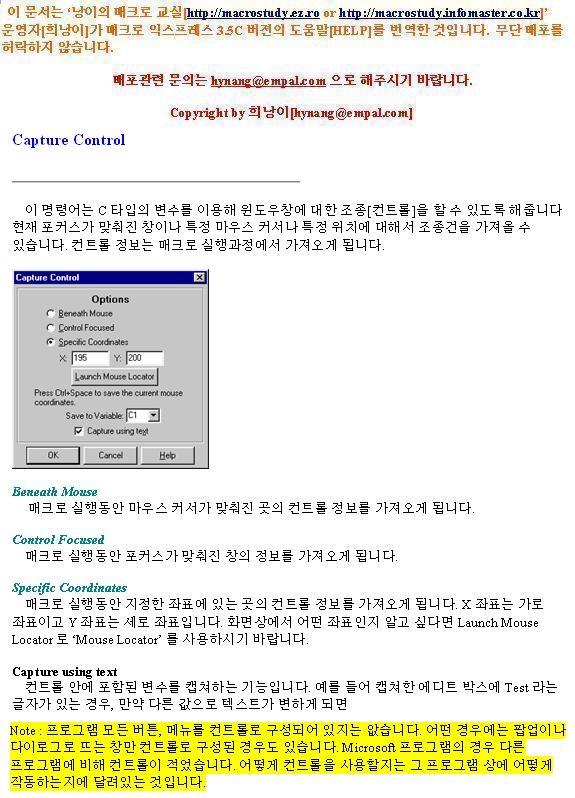 이 문서는 ‘낭이의 매크로 교실[http://macrostudy.ez.ro or http://macrostudy.infomaster.co.kr]’
운영자[희낭이]가 매크로 익스프레스 3.5C 버젼의 도움말[HELP]를 번역한 것입니다. 무단 배포를
허락하지 않습니다.
배포관련 문의는 hynang@empal.com 으로 해주시기 바랍니다.
Copyright by 희낭이[hynang@empal.com]
Capture Control
이 명령어는 C 타입의 변수를 이용해 윈도우창에 대한 조종[컨트롤]을 할 수 있도록 해줍니다
현재 포커스가 맞춰진 창이나 특정 마우스 커서나 특정 위치에 대해서 조종건을 가져올 수
있습니다. 컨트롤 정보는 매크로 실행과정에서 가져오게 됩니다.
Capture Control
Options
Beneath Mouse
Control Focused
Specific Coordinates
X: 195 Y: 200
Launch Mouse Locator
Press Ctrl+Space to save the current mouse
coordinates.
Save to Variable: C1
Capture using text
OK Cancel Help
Beneath Mouse
매크로 실행동안 마우스 커서가 맞춰진 곳의 컨트롤 정보를 가져오게 됩니다.
Control Focused
매크로 실행동안 포커스가 맞춰진 창의 정보를 가져오게 됩니다.
Specific Coordinates
매크로 실행동안 지정한 좌표에 있는 곳의 컨트롤 정보를 가져오게 됩니다. X 좌표는 가로
좌표이고 Y 좌표는 세로 좌표입니다. 화면상에서 어떤 좌표인지 알고 싶다면 Launch Mouse
Locator 로 ‘Mouse Locator’ 를 사용하시기 바랍니다.
Capture using text
컨트롤 안에 포함된 변수를 캡쳐하는 기능입니다. 예를 들어 캡쳐한 에디트 박스에 Test 라는
글자가 있는 경우, 만약 다른 값으로 텍스트가 변하게 되면
Note : 프로그램 모든 버튼, 메뉴를 컨트롤로 구성되어 있지는 않습니다. 어떤 경우에는 팝업이나
다이로그로 뜨는 창만 컨트롤로 구성된 경우도 있습니다. Microsoft 프로그램의 경우 다른
프로그램에 비해 컨트롤이 적었습니다. 어떻게 컨트롤을 사용할지는 그 프로그램 상에 어떻게
작동하는지에 달려있는 것입니다.